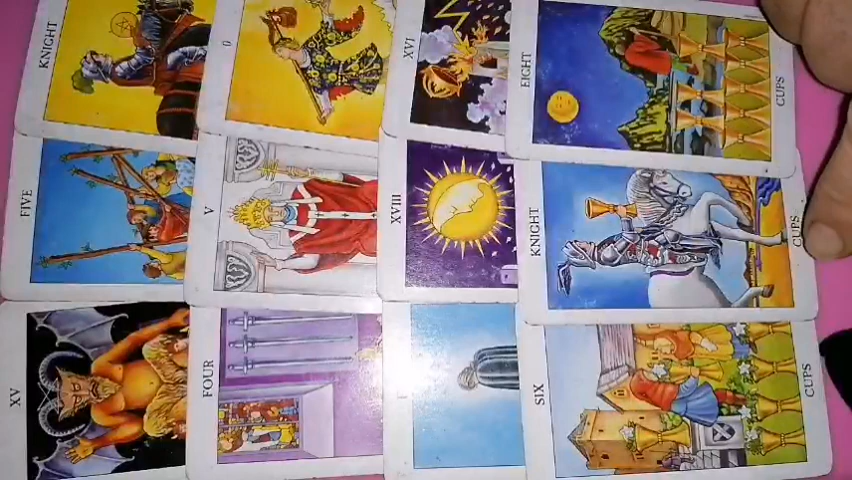 KNIGHT
0
XVI
EIGHT
CUPS
FIVE
V
XVIII
KNIGHT
CUPS
XV
FOUR
SIX
CUPS